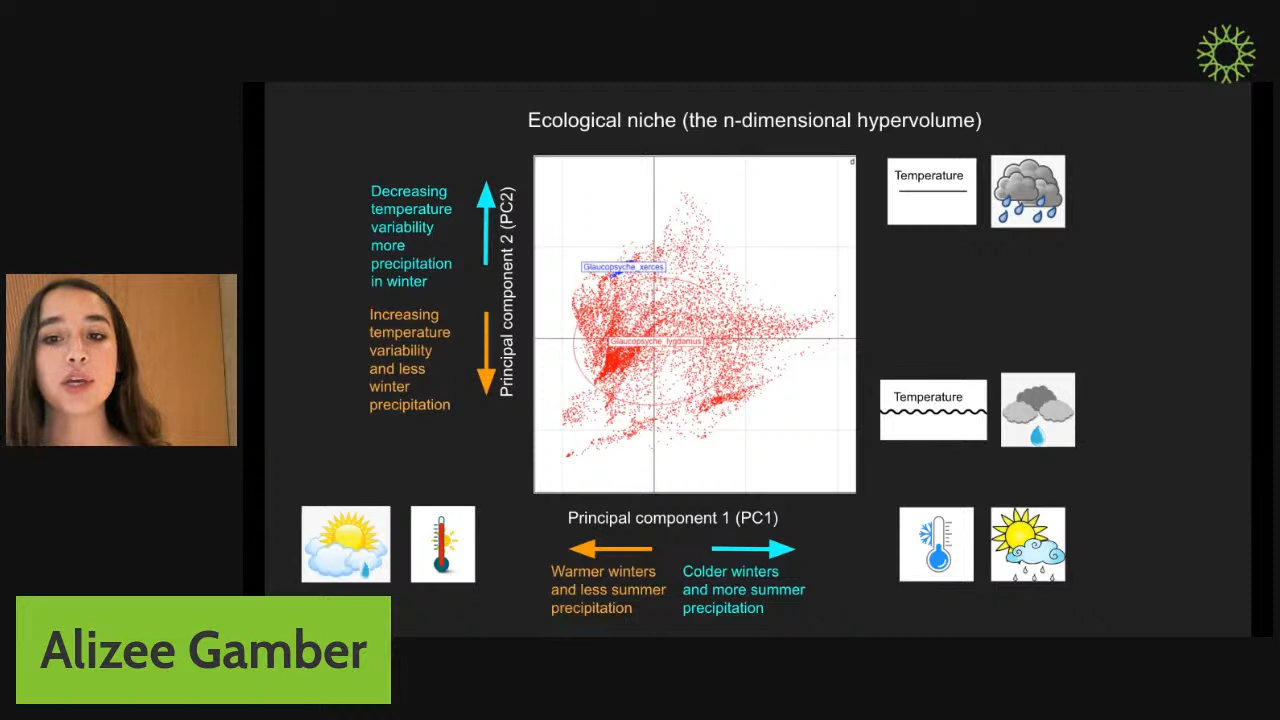 Ecological niche (the n-dimensional hypervolume)
Decreasing
temperature
variability
more
precipitation
in winter
Increasing
temperature
variability
and less
winter
precipitation
Principal component 2 (PC2)
d
Glaucopsyche_xerces
Glaucopsyche_lygdamus
Temperature
Temperature
Principal component 1 (PC1)
Warmer winters
and less summer
precipitation
Colder winters
and more summer
precipitation
Alizee Gamber